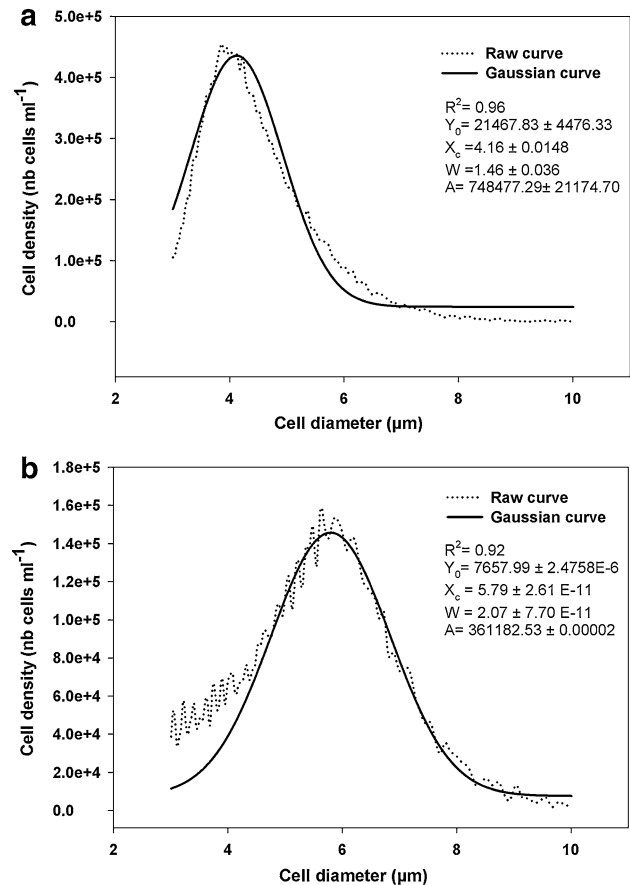 a
5.0e+5
4.0e+5
3.0e+5
2.0e+5
1.0e+5
0.0
Cell density (nb cells ml⁻¹)
Raw curve
Gaussian curve
R²= 0.96
Y₀= 21467.83 ± 4476.33
X꜀ =4.16 ± 0.0148
W =1.46 ± 0.036
A= 748477.29± 21174.70
2 4 6 8 10
Cell diameter (µm)
b
1.8e+5
1.6e+5
1.4e+5
1.2e+5
1.0e+5
8.0e+4
6.0e+4
4.0e+4
2.0e+4
0.0
Cell density (nb cells ml⁻¹)
Raw curve
Gaussian curve
R²= 0.92
Y₀= 7657.99 ± 2.4758E-6
X꜀ = 5.79 ± 2.61 E-11
W = 2.07 ± 7.70 E-11
A= 361182.53 ± 0.00002
2 4 6 8 10
Cell diameter (µm)